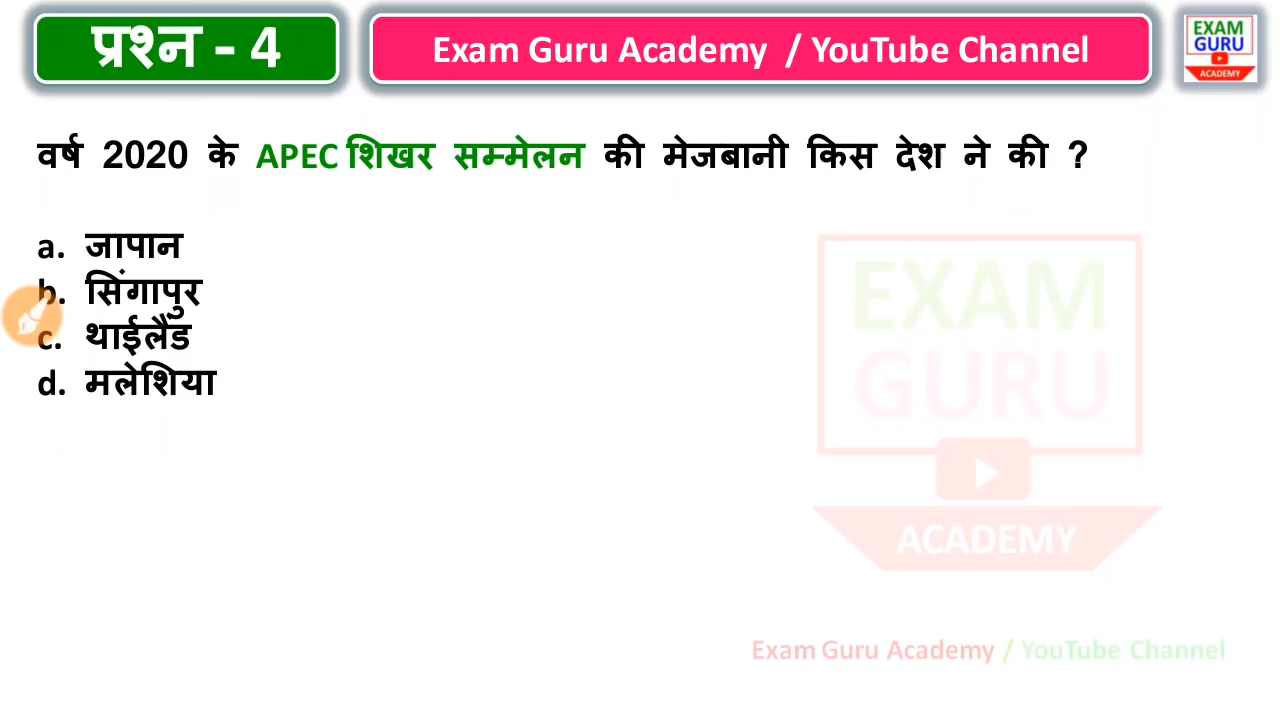 प्रश्न - 4
Exam Guru Academy / YouTube Channel
EXAM
GURU
ACADEMY
वर्ष 2020 के APEC शिखर सम्मेलन की मेजबानी किस देश ने की ?
a. जापान
b. सिंगापुर
c. थाईलैंड
d. मलेशिया
EXAM
GURU
ACADEMY
Exam Guru Academy / YouTube Channel